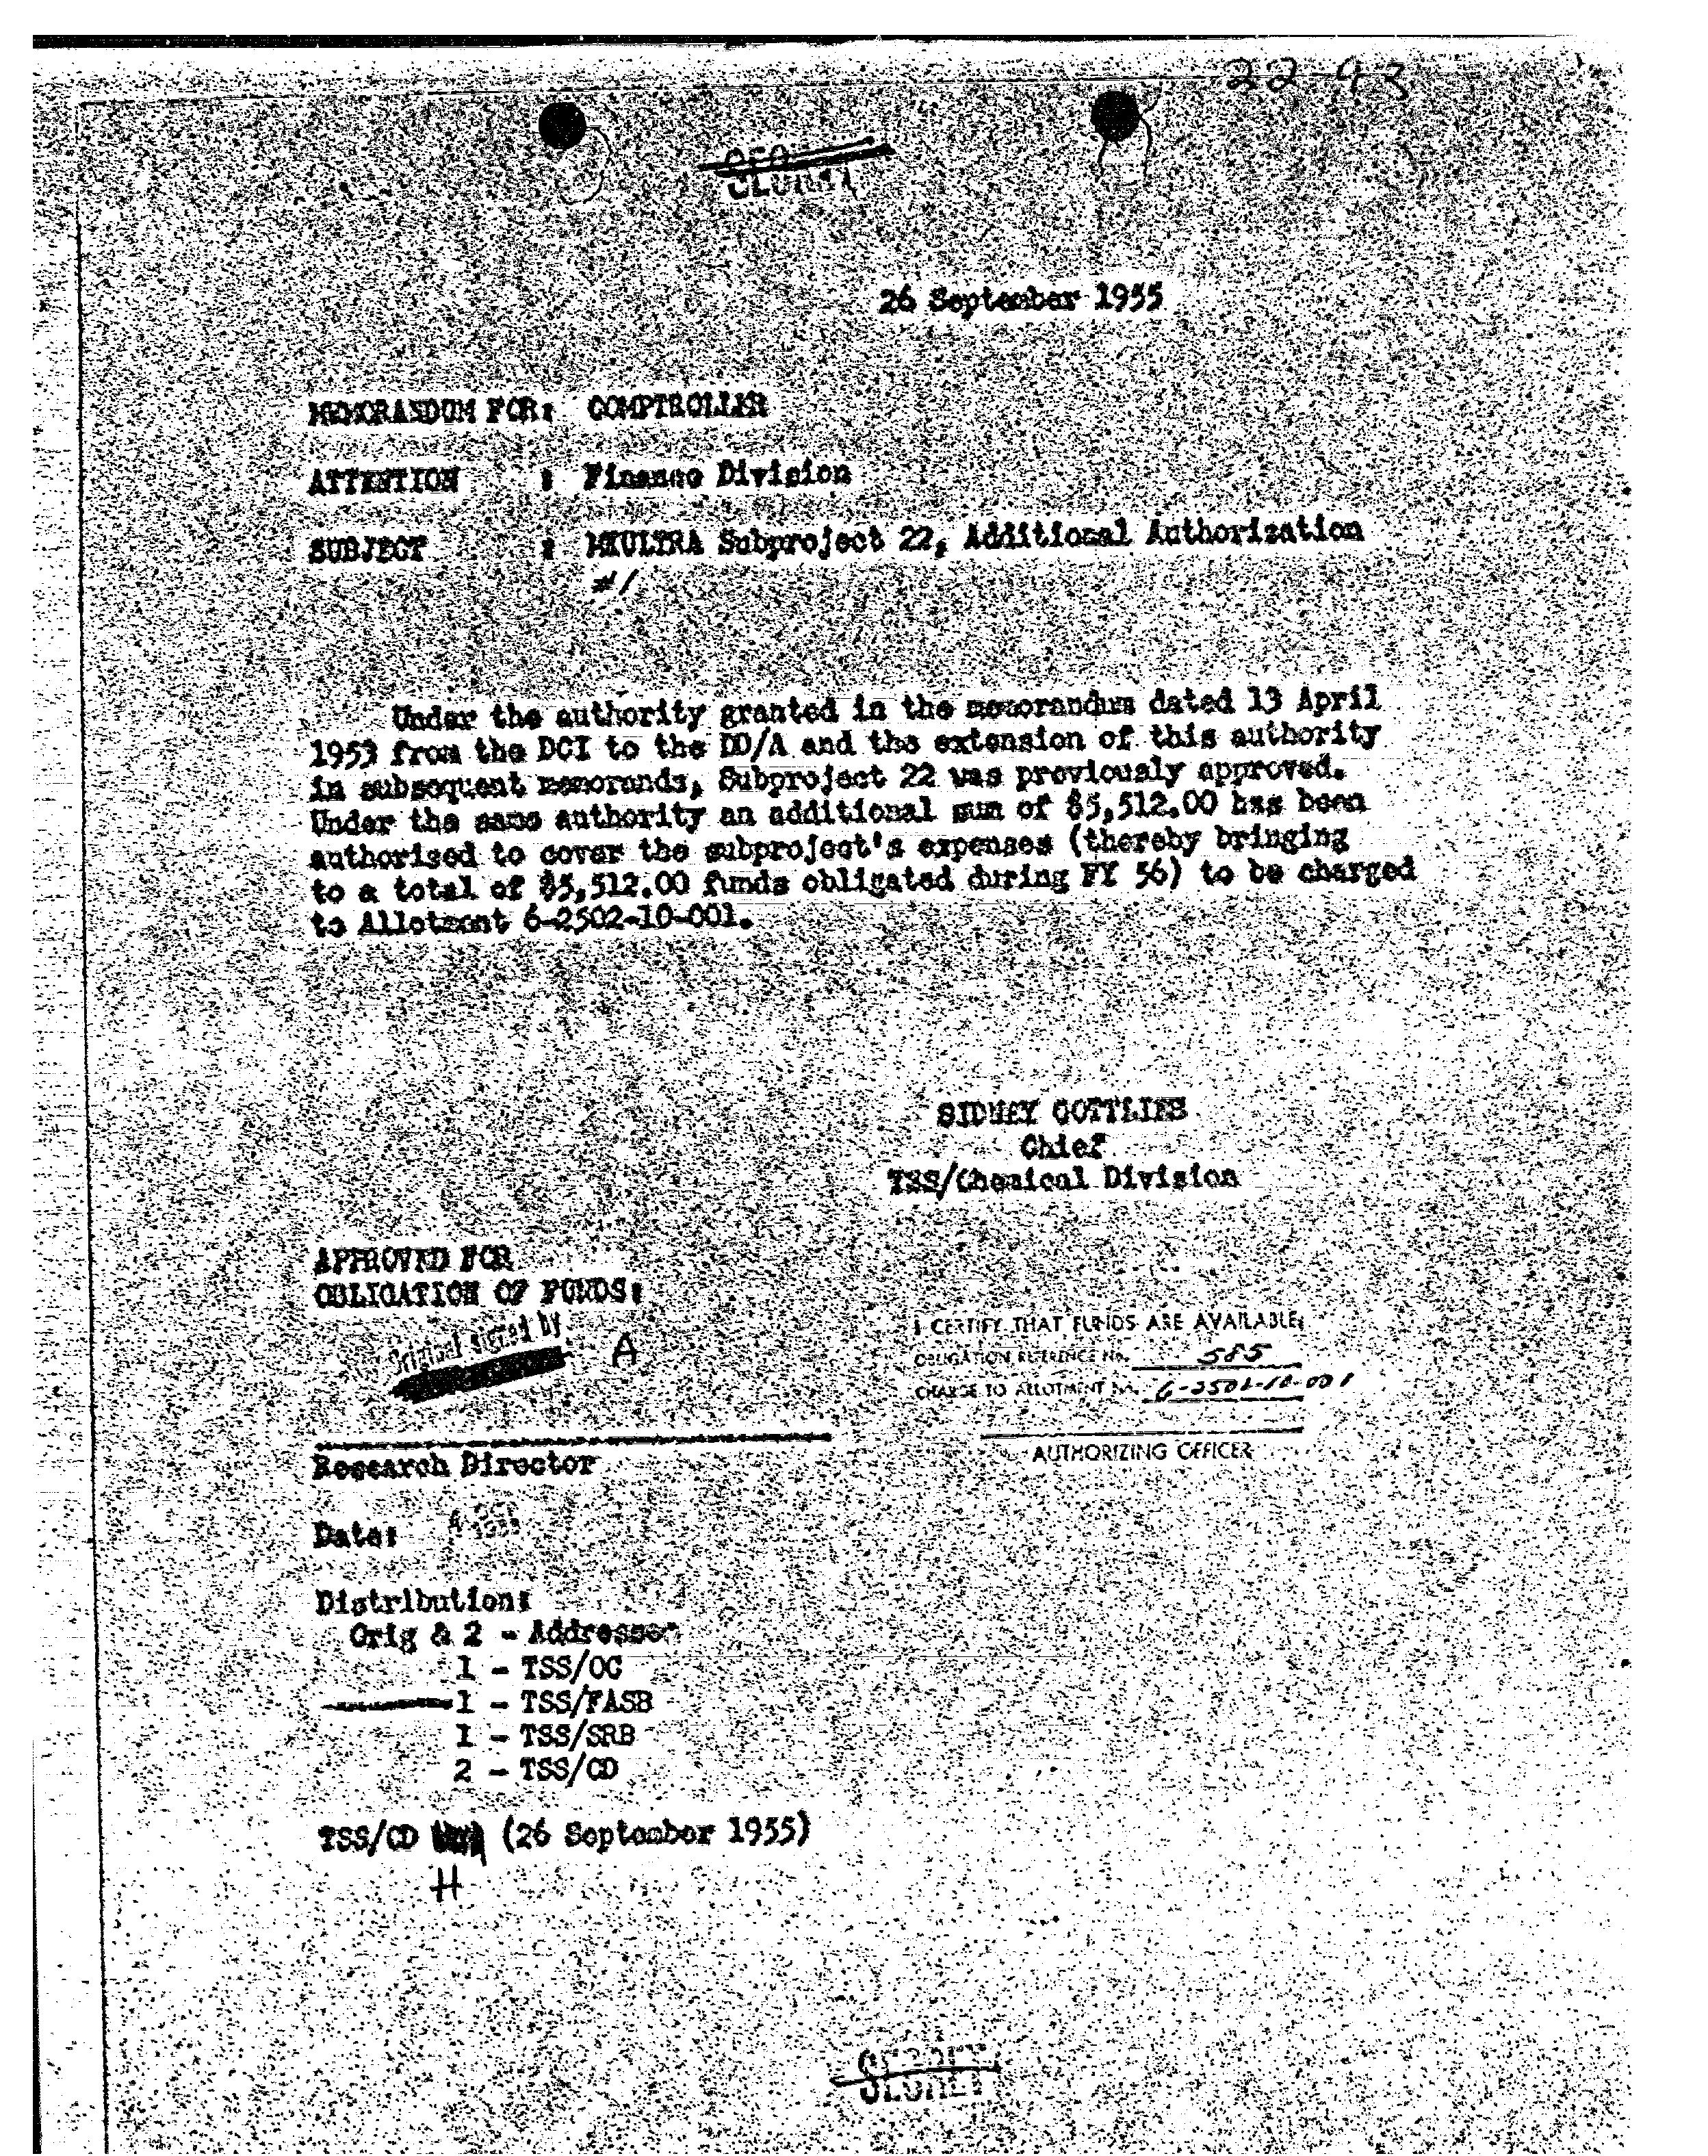 22-93
SECRET
26 September 1955
MEMORANDUM FOR: COMPTROLLER
ATTENTION : Finance Division
SUBJECT : MKULTRA Subproject 22, Additional Authorization
#1
Under the authority granted in the memorandum dated 13 April
1953 from the DCI to the DD/A and the extension of this authority
in subsequent memoranda, Subproject 22 was previously approved.
Under the same authority an additional sum of $5,512.00 has been
authorized to cover the subproject's expenses (thereby bringing
to a total of $5,512.00 funds obligated during FY 56) to be charged
to Allotment 6-2502-10-001.
SIDNEY GOTTLIEB
Chief
TSS/Chemical Division
APPROVED FOR
OBLIGATION OF FUNDS:
Original signed by
A
I CERTIFY THAT FUNDS ARE AVAILABLE:
OBLIGATION REFERENCE No. 585
CHARGE TO ALLOTMENT No. 6-2502-10-001
AUTHORIZING OFFICER
Research Director
Date:
Distribution:
Orig & 2 - Addressee
1 - TSS/OC
1 - TSS/FASB
1 - TSS/SRB
2 - TSS/CD
TSS/CD (26 September 1955)
H
SECRET